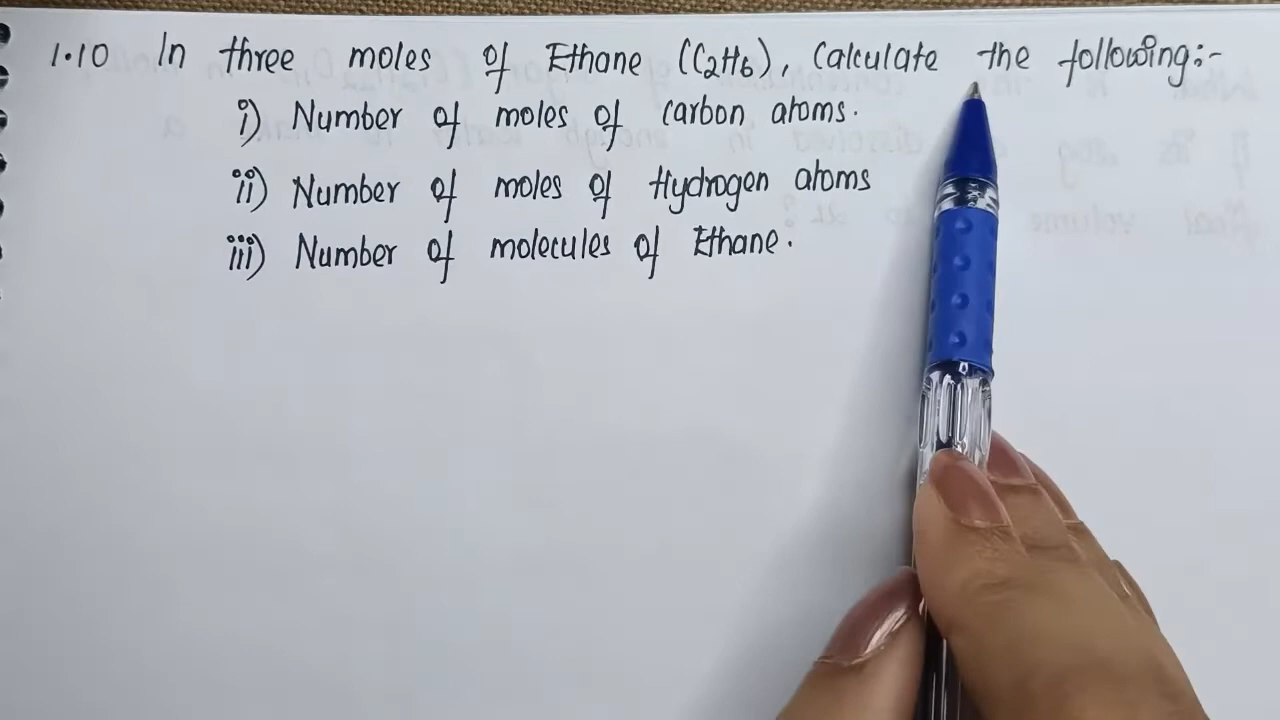 1.10 In three moles of Ethane (C₂H₆), Calculate the following:-
i) Number of moles of carbon atoms.
ii) Number of moles of Hydrogen atoms
iii) Number of molecules of Ethane.